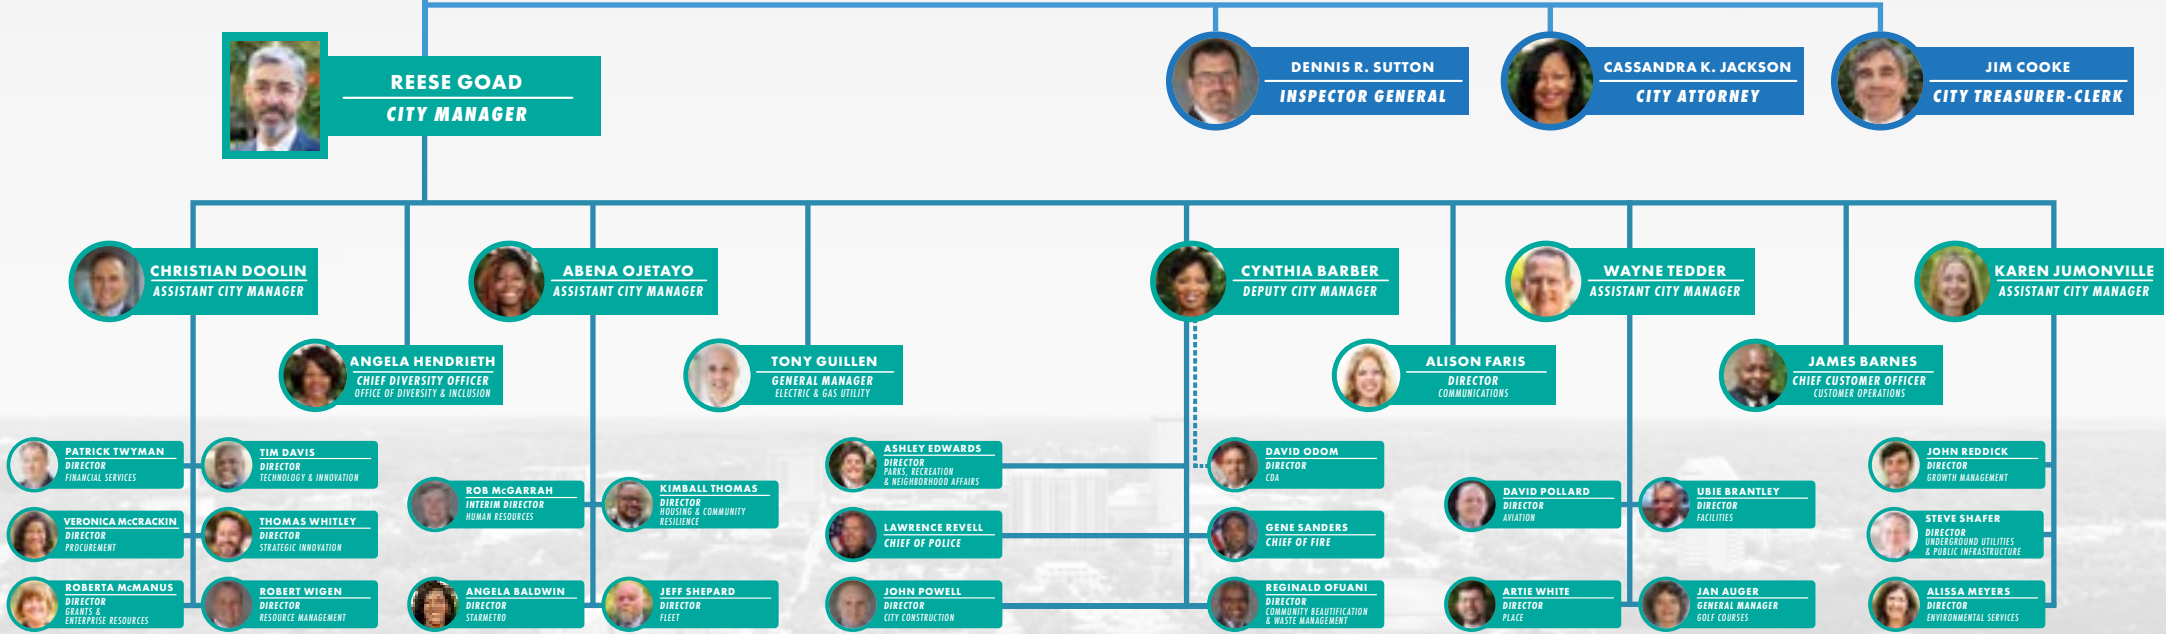 REESE GOAD
CITY MANAGER
DENNIS R. SUTTON
INSPECTOR GENERAL
CASSANDRA K. JACKSON
CITY ATTORNEY
JIM COOKE
CITY TREASURER-CLERK
CHRISTIAN DOOLIN
ASSISTANT CITY MANAGER
ABENA OJETAYO
ASSISTANT CITY MANAGER
CYNTHIA BARBER
DEPUTY CITY MANAGER
WAYNE TEDDER
ASSISTANT CITY MANAGER
KAREN JUMONVILLE
ASSISTANT CITY MANAGER
ANGELA HENDRIETH
CHIEF DIVERSITY OFFICER
OFFICE OF DIVERSITY & INCLUSION
TONY GUILLEN
GENERAL MANAGER
ELECTRIC & GAS UTILITY
ALISON FARIS
DIRECTOR
COMMUNICATIONS
JAMES BARNES
CHIEF CUSTOMER OFFICER
CUSTOMER OPERATIONS
PATRICK TWYMAN
DIRECTOR
FINANCIAL SERVICES
TIM DAVIS
DIRECTOR
TECHNOLOGY & INNOVATION
VERONICA McCRACKIN
DIRECTOR
PROCUREMENT
THOMAS WHITLEY
DIRECTOR
STRATEGIC INNOVATION
ROBERTA McMANUS
DIRECTOR
GRANTS &
ENTERPRISE RESOURCES
ROBERT WIGEN
DIRECTOR
RESOURCE MANAGEMENT
ROB McGARRAH
INTERIM DIRECTOR
HUMAN RESOURCES
KIMBALL THOMAS
DIRECTOR
HOUSING & COMMUNITY
RESILIENCE
ANGELA BALDWIN
DIRECTOR
STARMETRO
JEFF SHEPARD
DIRECTOR
FLEET
ASHLEY EDWARDS
DIRECTOR
PARKS, RECREATION
& NEIGHBORHOOD AFFAIRS
DAVID ODOM
DIRECTOR
CDA
LAWRENCE REVELL
CHIEF OF POLICE
GENE SANDERS
CHIEF OF FIRE
JOHN POWELL
DIRECTOR
CITY CONSTRUCTION
REGINALD OFUANI
DIRECTOR
COMMUNITY BEAUTIFICATION
& WASTE MANAGEMENT
DAVID POLLARD
DIRECTOR
AVIATION
UBIE BRANTLEY
DIRECTOR
FACILITIES
ARTIE WHITE
DIRECTOR
PLACE
JAN AUGER
GENERAL MANAGER
GOLF COURSES
JOHN REDDICK
DIRECTOR
GROWTH MANAGEMENT
STEVE SHAFER
DIRECTOR
UNDERGROUND UTILITIES
& PUBLIC INFRASTRUCTURE
ALISSA MEYERS
DIRECTOR
ENVIRONMENTAL SERVICES